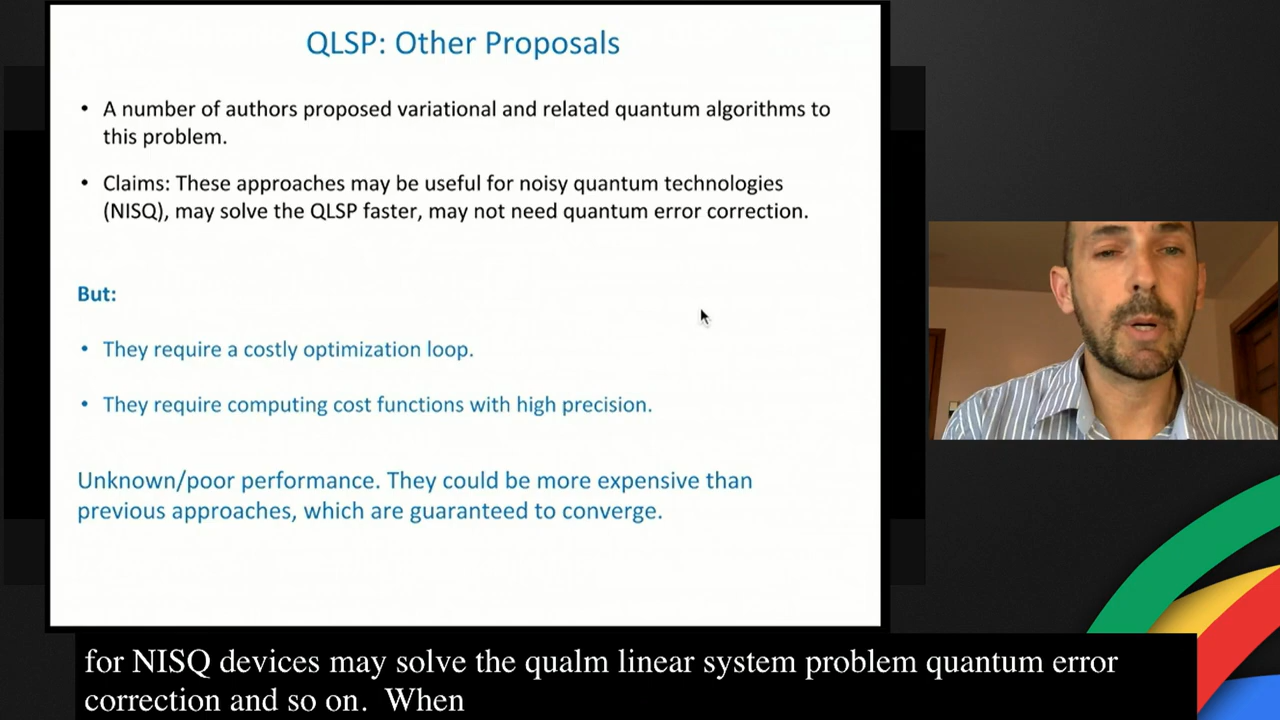 QLSP: Other Proposals
• A number of authors proposed variational and related quantum algorithms to
this problem.
• Claims: These approaches may be useful for noisy quantum technologies
(NISQ), may solve the QLSP faster, may not need quantum error correction.
But:
• They require a costly optimization loop.
• They require computing cost functions with high precision.
Unknown/poor performance. They could be more expensive than
previous approaches, which are guaranteed to converge.
for NISQ devices may solve the qualm linear system problem quantum error
correction and so on.  When